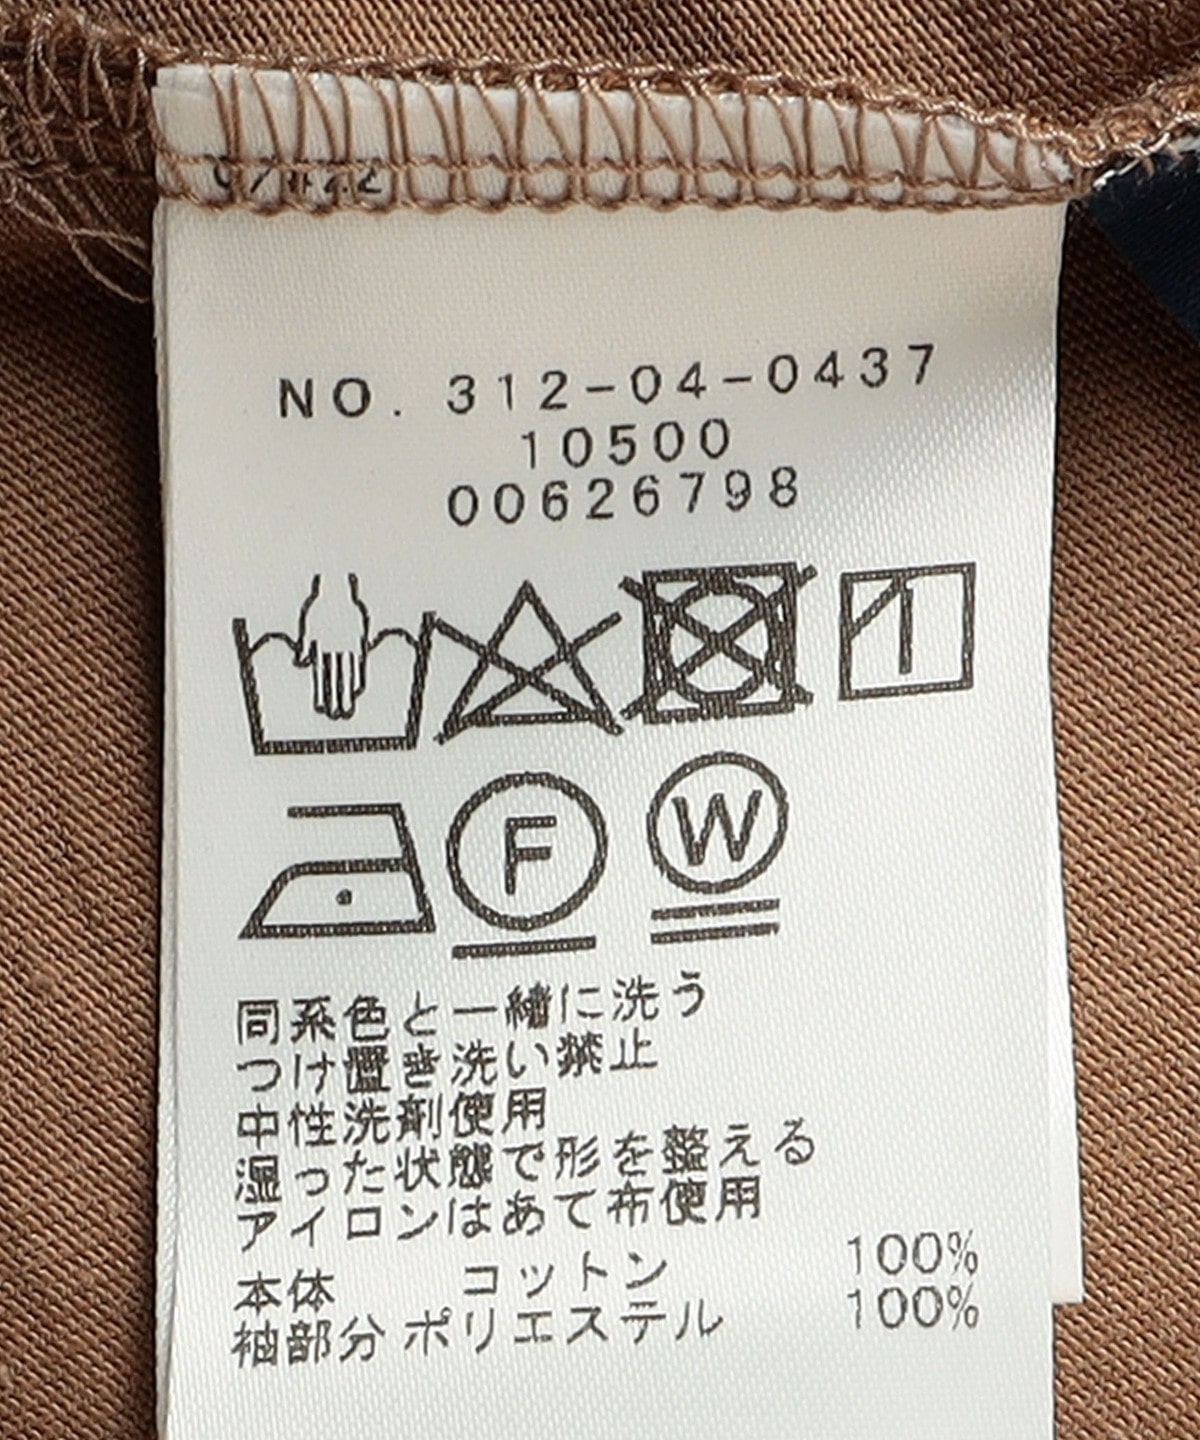 NO. 312-04-0437
10500
00626798
F
W
同系色と一緒に洗う
つけ置き洗い禁止
中性洗剤使用
湿った状態で形を整える
アイロンはあて布使用
本体 コットン 100%
袖部分 ポリエステル 100%